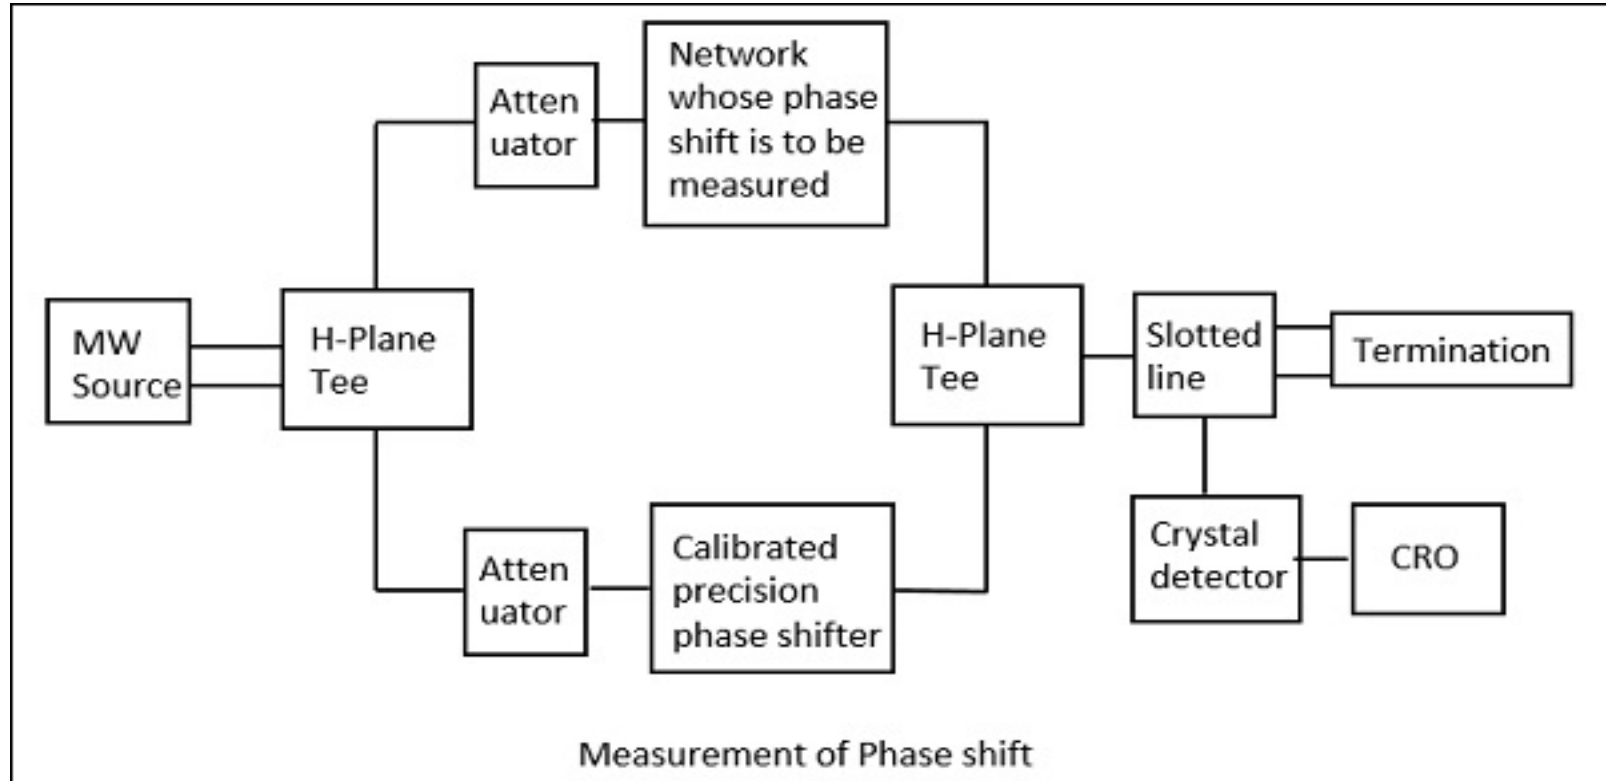 Network
whose phase
shift is to be
measured
Atten
uator
MW
Source
H-Plane
Tee
H-Plane
Tee
Slotted
line
Termination
Atten
uator
Calibrated
precision
phase shifter
Crystal
detector
CRO
Measurement of Phase shift